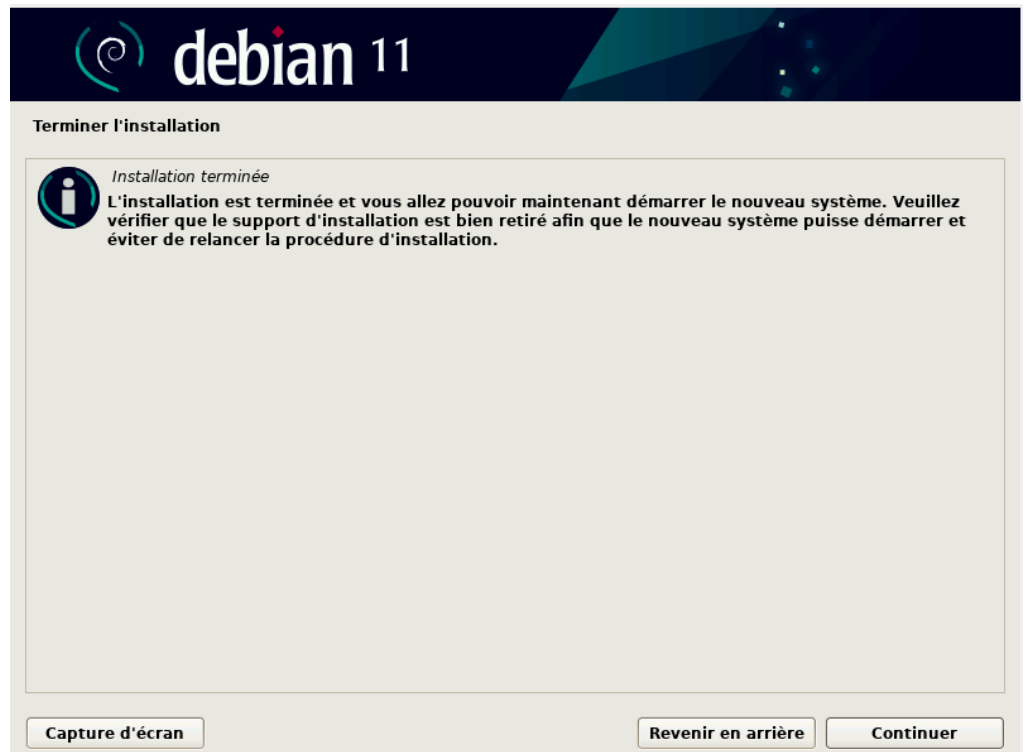 debian 11
Terminer l'installation
Installation terminée
L'installation est terminée et vous allez pouvoir maintenant démarrer le nouveau système. Veuillez
vérifier que le support d'installation est bien retiré afin que le nouveau système puisse démarrer et
éviter de relancer la procédure d'installation.
Capture d'écran
Revenir en arrière
Continuer